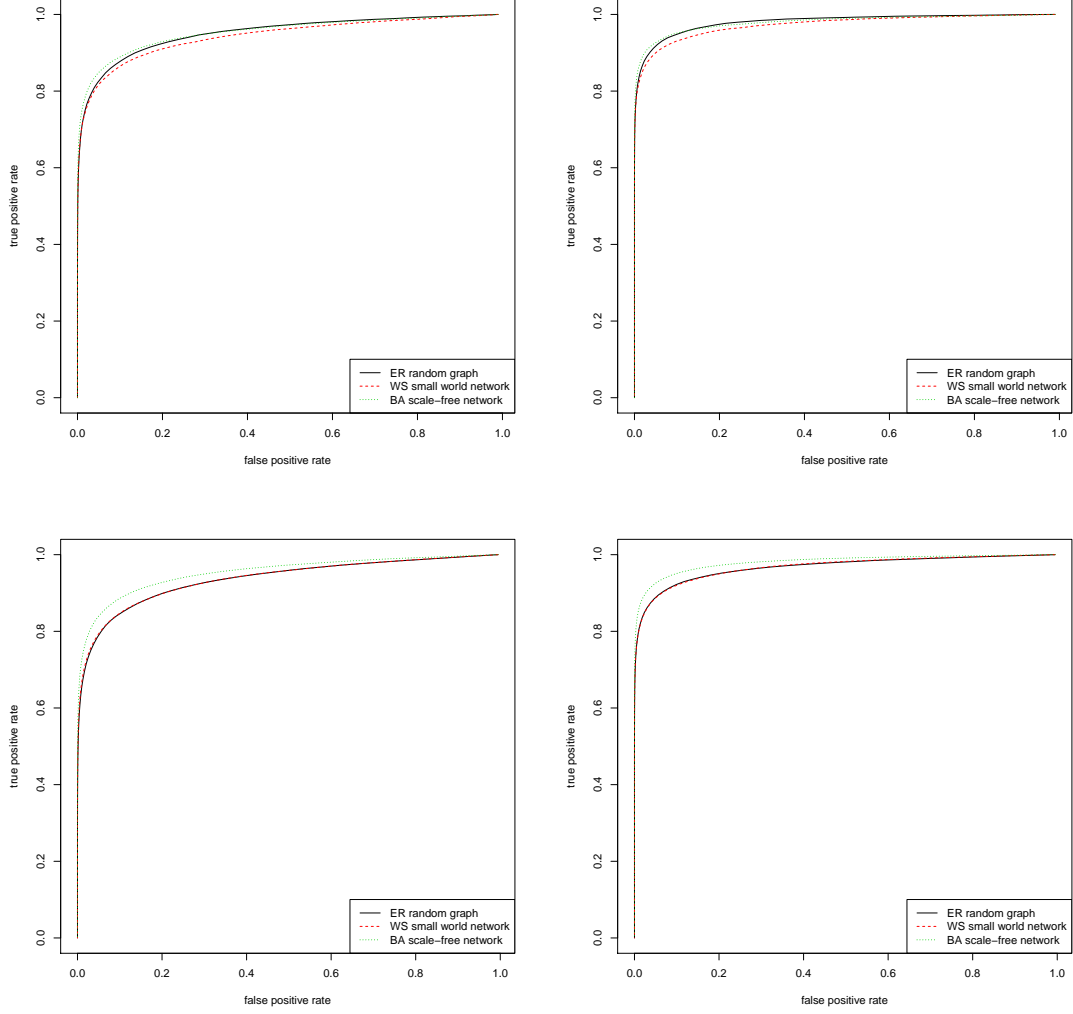 1.0
0.8
0.6
0.4
0.2
0.0
true positive rate
ER random graph
WS small world network
BA scale−free network
0.0 0.2 0.4 0.6 0.8 1.0
false positive rate
1.0
0.8
0.6
0.4
0.2
0.0
true positive rate
ER random graph
WS small world network
BA scale−free network
0.0 0.2 0.4 0.6 0.8 1.0
false positive rate
1.0
0.8
0.6
0.4
0.2
0.0
true positive rate
ER random graph
WS small world network
BA scale−free network
0.0 0.2 0.4 0.6 0.8 1.0
false positive rate
1.0
0.8
0.6
0.4
0.2
0.0
true positive rate
ER random graph
WS small world network
BA scale−free network
0.0 0.2 0.4 0.6 0.8 1.0
false positive rate